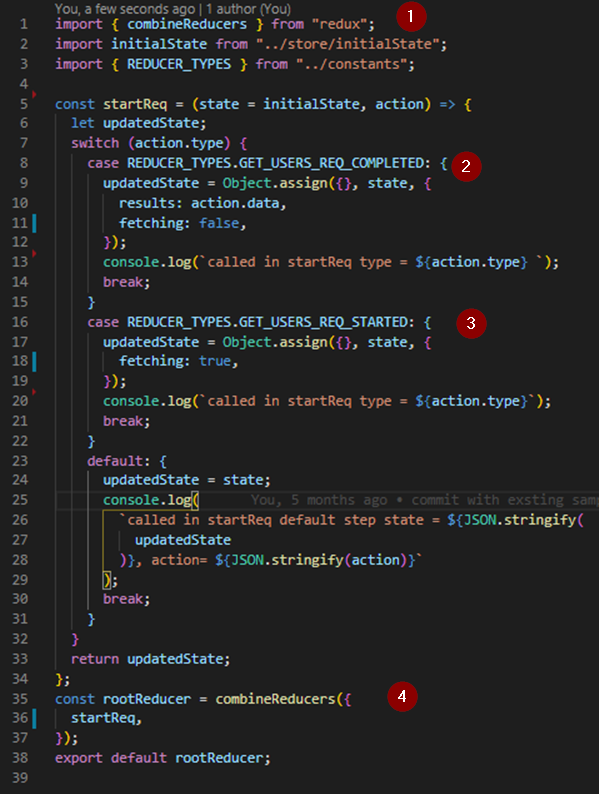 You, a few seconds ago | 1 author (You)
1 import { combineReducers } from "redux"; 1
2 import initialState from "../store/initialState";
3 import { REDUCER_TYPES } from "../constants";
4
5 const startReq = (state = initialState, action) => {
6 let updatedState;
7 switch (action.type) {
8 case REDUCER_TYPES.GET_USERS_REQ_COMPLETED: { 2
9 updatedState = Object.assign({}, state, {
10 results: action.data,
11 fetching: false,
12 });
13 console.log(`called in startReq type = ${action.type} `);
14 break;
15 }
16 case REDUCER_TYPES.GET_USERS_REQ_STARTED: { 3
17 updatedState = Object.assign({}, state, {
18 fetching: true,
19 });
20 console.log(`called in startReq type = ${action.type}`);
21 break;
22 }
23 default: {
24 updatedState = state;
25 console.log( You, 5 months ago • commit with exsting sam
26 `called in startReq default step state = ${JSON.stringify(
27 updatedState
28 )}, action= ${JSON.stringify(action)}`
29 );
30 break;
31 }
32 }
33 return updatedState;
34 };
35 const rootReducer = combineReducers({ 4
36 startReq,
37 });
38 export default rootReducer;
39